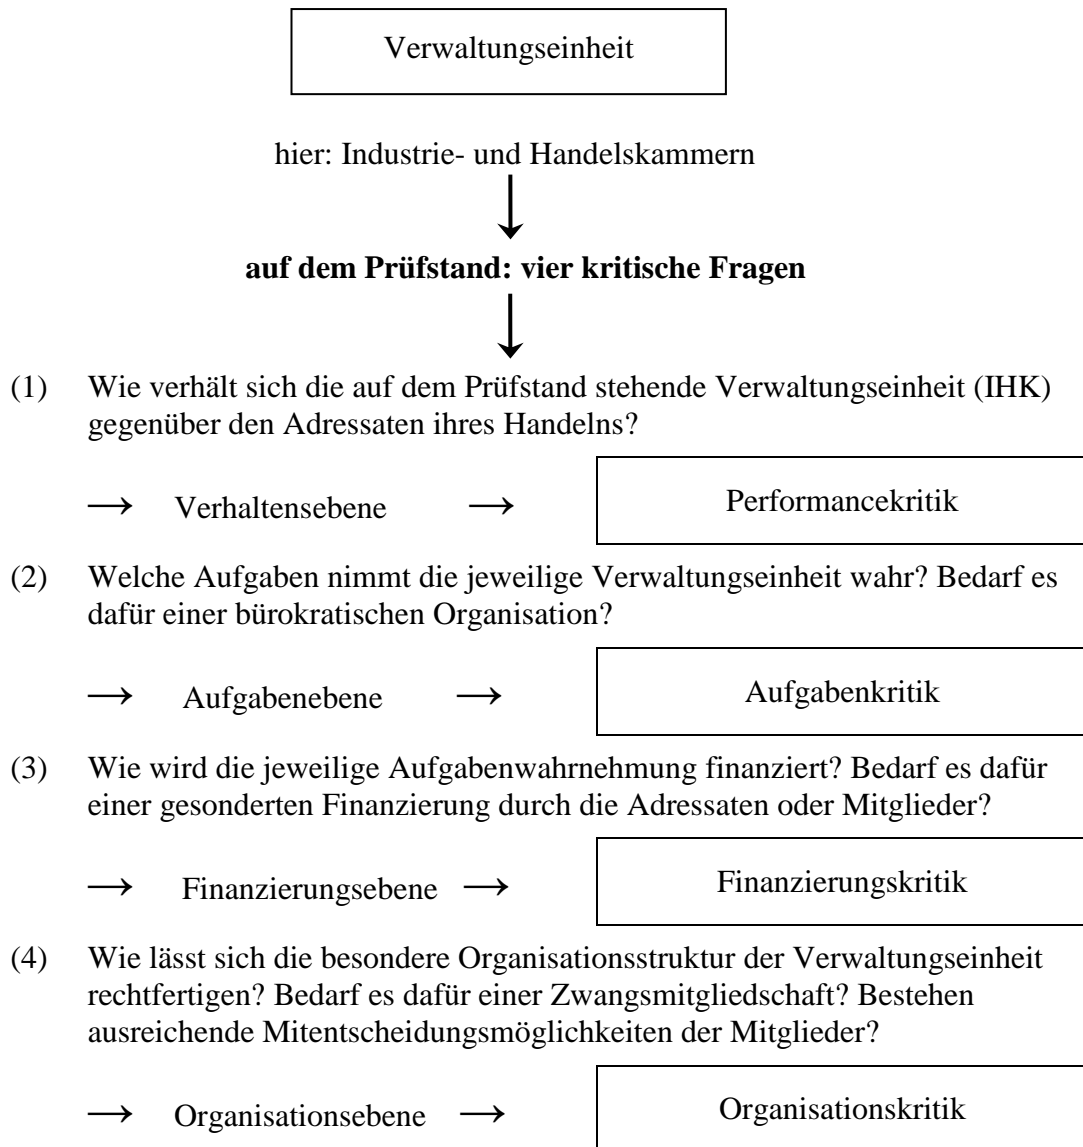 Verwaltungseinheit
hier: Industrie- und Handelskammern
auf dem Prüfstand: vier kritische Fragen
(1) Wie verhält sich die auf dem Prüfstand stehende Verwaltungseinheit (IHK)
gegenüber den Adressaten ihres Handelns?
→ Verhaltensebene → Performancekritik
(2) Welche Aufgaben nimmt die jeweilige Verwaltungseinheit wahr? Bedarf es
dafür einer bürokratischen Organisation?
→ Aufgabenebene → Aufgabenkritik
(3) Wie wird die jeweilige Aufgabenwahrnehmung finanziert? Bedarf es dafür
einer gesonderten Finanzierung durch die Adressaten oder Mitglieder?
→ Finanzierungsebene → Finanzierungskritik
(4) Wie lässt sich die besondere Organisationsstruktur der Verwaltungseinheit
rechtfertigen? Bedarf es dafür einer Zwangsmitgliedschaft? Bestehen
ausreichende Mitentscheidungsmöglichkeiten der Mitglieder?
→ Organisationsebene → Organisationskritik